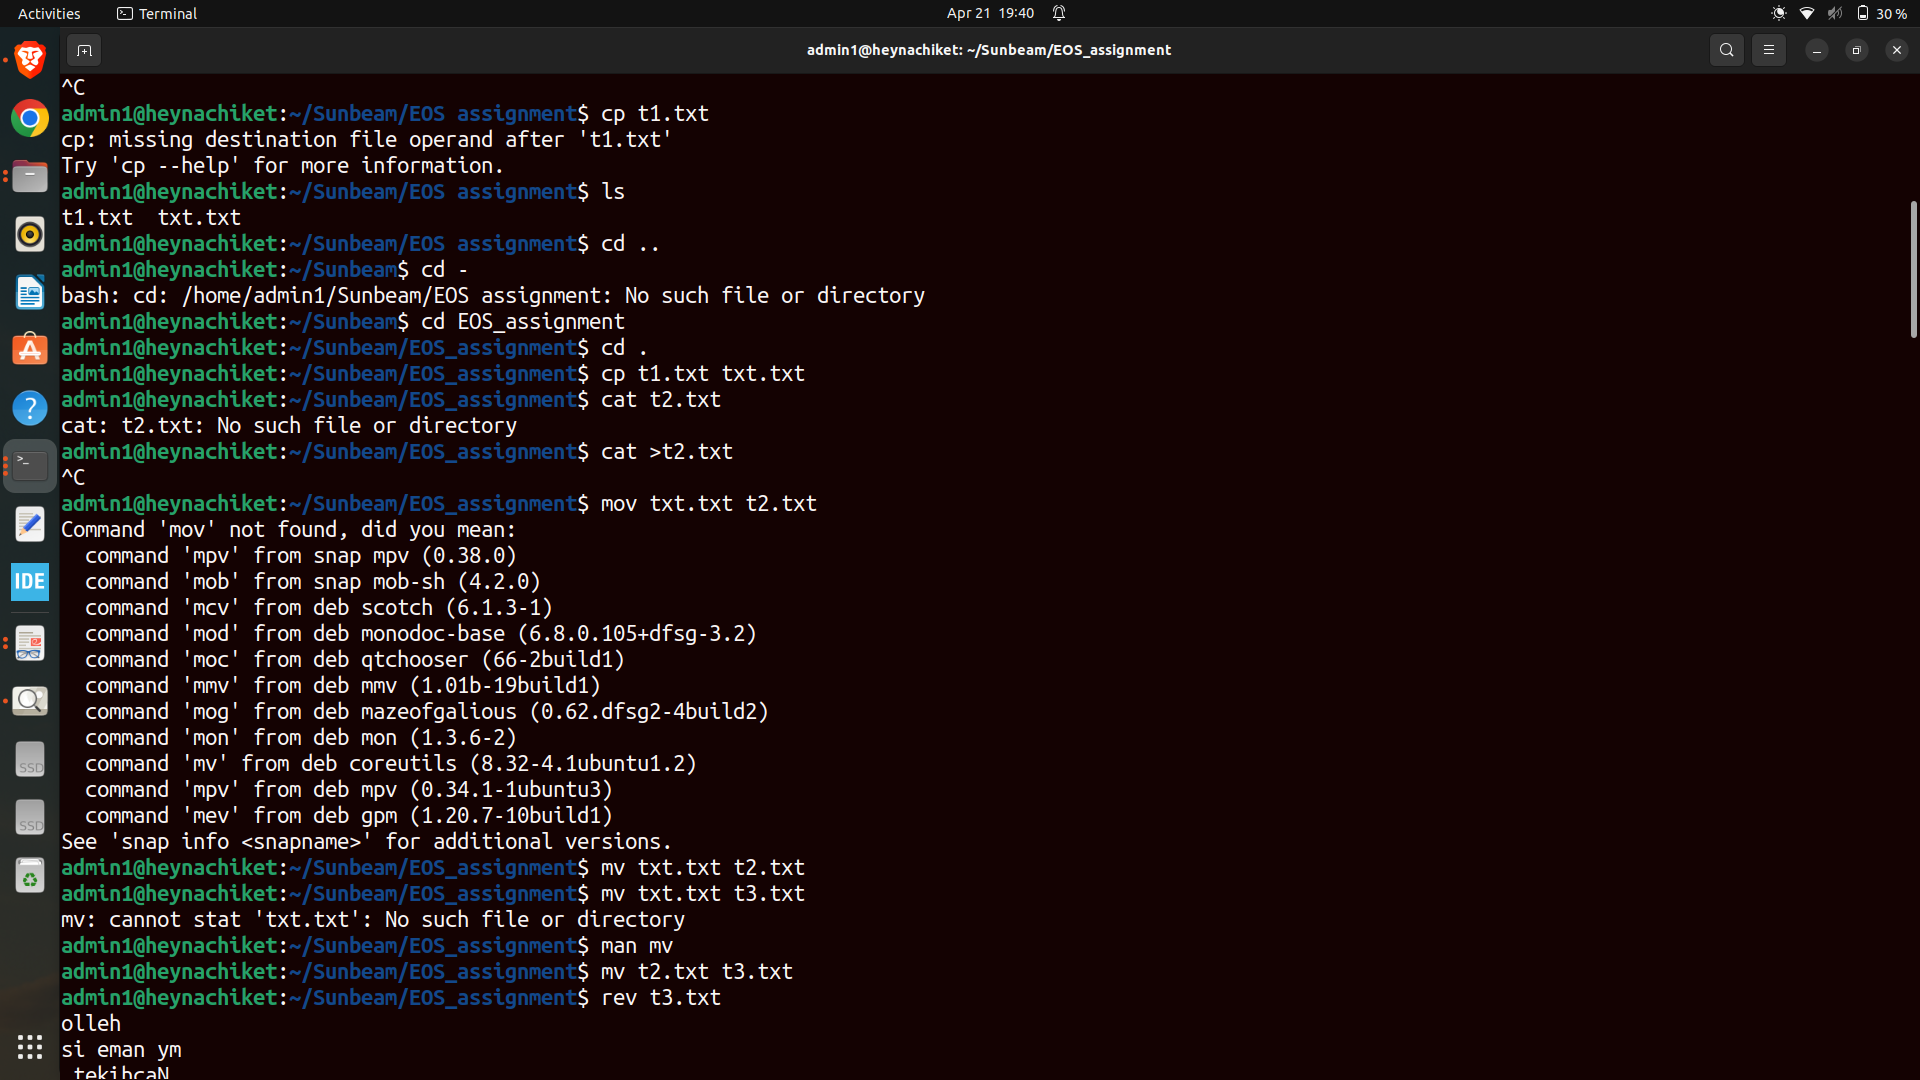 Activities
Terminal
Apr 21 19:40
30 %
admin1@heynachiket: ~/Sunbeam/EOS_assignment
^C
admin1@heynachiket:~/Sunbeam/EOS assignment$ cp t1.txt
cp: missing destination file operand after 't1.txt'
Try 'cp --help' for more information.
admin1@heynachiket:~/Sunbeam/EOS assignment$ ls
t1.txt  txt.txt
admin1@heynachiket:~/Sunbeam/EOS assignment$ cd ..
admin1@heynachiket:~/Sunbeam$ cd -
bash: cd: /home/admin1/Sunbeam/EOS assignment: No such file or directory
admin1@heynachiket:~/Sunbeam$ cd EOS_assignment
admin1@heynachiket:~/Sunbeam/EOS_assignment$ cd .
admin1@heynachiket:~/Sunbeam/EOS_assignment$ cp t1.txt txt.txt
admin1@heynachiket:~/Sunbeam/EOS_assignment$ cat t2.txt
cat: t2.txt: No such file or directory
admin1@heynachiket:~/Sunbeam/EOS_assignment$ cat >t2.txt
^C
admin1@heynachiket:~/Sunbeam/EOS_assignment$ mov txt.txt t2.txt
Command 'mov' not found, did you mean:
  command 'mpv' from snap mpv (0.38.0)
  command 'mob' from snap mob-sh (4.2.0)
  command 'mcv' from deb scotch (6.1.3-1)
  command 'mod' from deb monodoc-base (6.8.0.105+dfsg-3.2)
  command 'moc' from deb qtchooser (66-2build1)
  command 'mmv' from deb mmv (1.01b-19build1)
  command 'mog' from deb mazeofgalious (0.62.dfsg2-4build2)
  command 'mon' from deb mon (1.3.6-2)
  command 'mv' from deb coreutils (8.32-4.1ubuntu1.2)
  command 'mpv' from deb mpv (0.34.1-1ubuntu3)
  command 'mev' from deb gpm (1.20.7-10build1)
See 'snap info <snapname>' for additional versions.
admin1@heynachiket:~/Sunbeam/EOS_assignment$ mv txt.txt t2.txt
admin1@heynachiket:~/Sunbeam/EOS_assignment$ mv txt.txt t3.txt
mv: cannot stat 'txt.txt': No such file or directory
admin1@heynachiket:~/Sunbeam/EOS_assignment$ man mv
admin1@heynachiket:~/Sunbeam/EOS_assignment$ mv t2.txt t3.txt
admin1@heynachiket:~/Sunbeam/EOS_assignment$ rev t3.txt
olleh
si eman ym
 tekihcaN
IDE
SSD
SSD